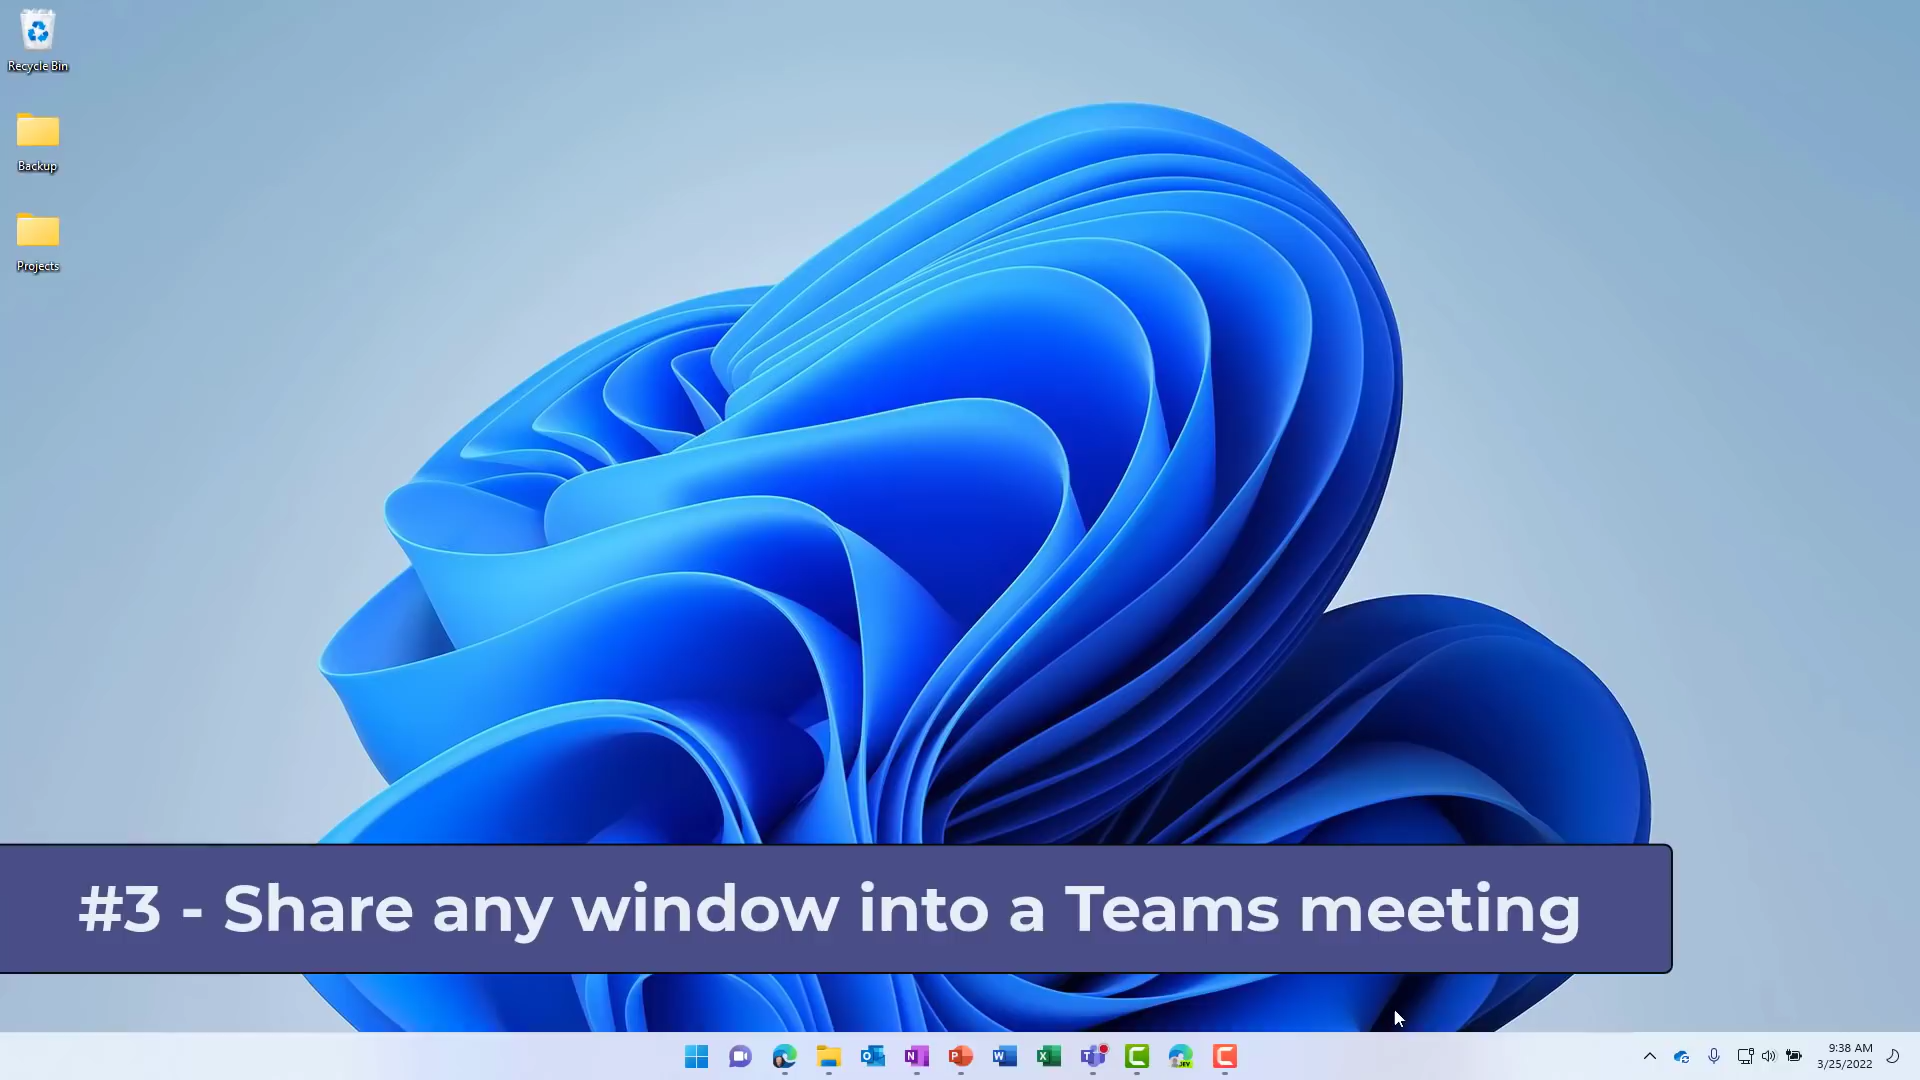 Recycle Bin
Backup
Projects
#3 - Share any window into a Teams meeting
9:38 AM
3/25/2022